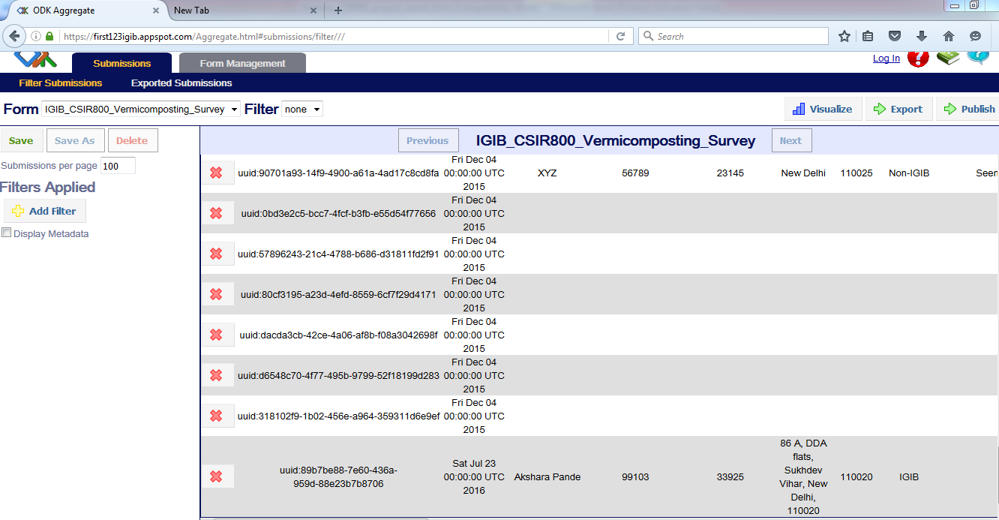 ODK Aggregate
New Tab
https://first123igib.appspot.com/Aggregate.html#submissions/filter///
Search
Submissions
Form Management
Log In
Filter Submissions
Exported Submissions
Form IGIB_CSIR800_Vermicomposting_Survey Filter none
Visualize
Export
Publish
Save
Save As
Delete
Submissions per page 100
Filters Applied
Add Filter
Display Metadata
Previous
IGIB_CSIR800_Vermicomposting_Survey
Next
Fri Dec 04
uuid:90701a93-14f9-4900-a61a-4ad17c8cd8fa 00:00:00 UTC XYZ 56789 23145 New Delhi 110025 Non-IGIB Seen
2015
Fri Dec 04
uuid:0bd3e2c5-bcc7-4fcf-b3fb-e55d54f77656 00:00:00 UTC
2015
Fri Dec 04
uuid:57896243-21c4-4788-b686-d31811fd2f91 00:00:00 UTC
2015
Fri Dec 04
uuid:80cf3195-a23d-4efd-8559-6cf7f29d4171 00:00:00 UTC
2015
Fri Dec 04
uuid:dacda3cb-42ce-4a06-af8b-f08a3042698f 00:00:00 UTC
2015
Fri Dec 04
uuid:d6548c70-4f77-495b-9799-52f18199d283 00:00:00 UTC
2015
Fri Dec 04
uuid:318102f9-1b02-456e-a964-359311d6e9ef 00:00:00 UTC
2015
uuid:89b7be88-7e60-436a-
959d-88e23b7b8706
Sat Jul 23
00:00:00 UTC
2016
Akshara Pande
99103
33925
86 A, DDA
flats,
Sukhdev
Vihar, New
Delhi,
110020
110020
IGIB